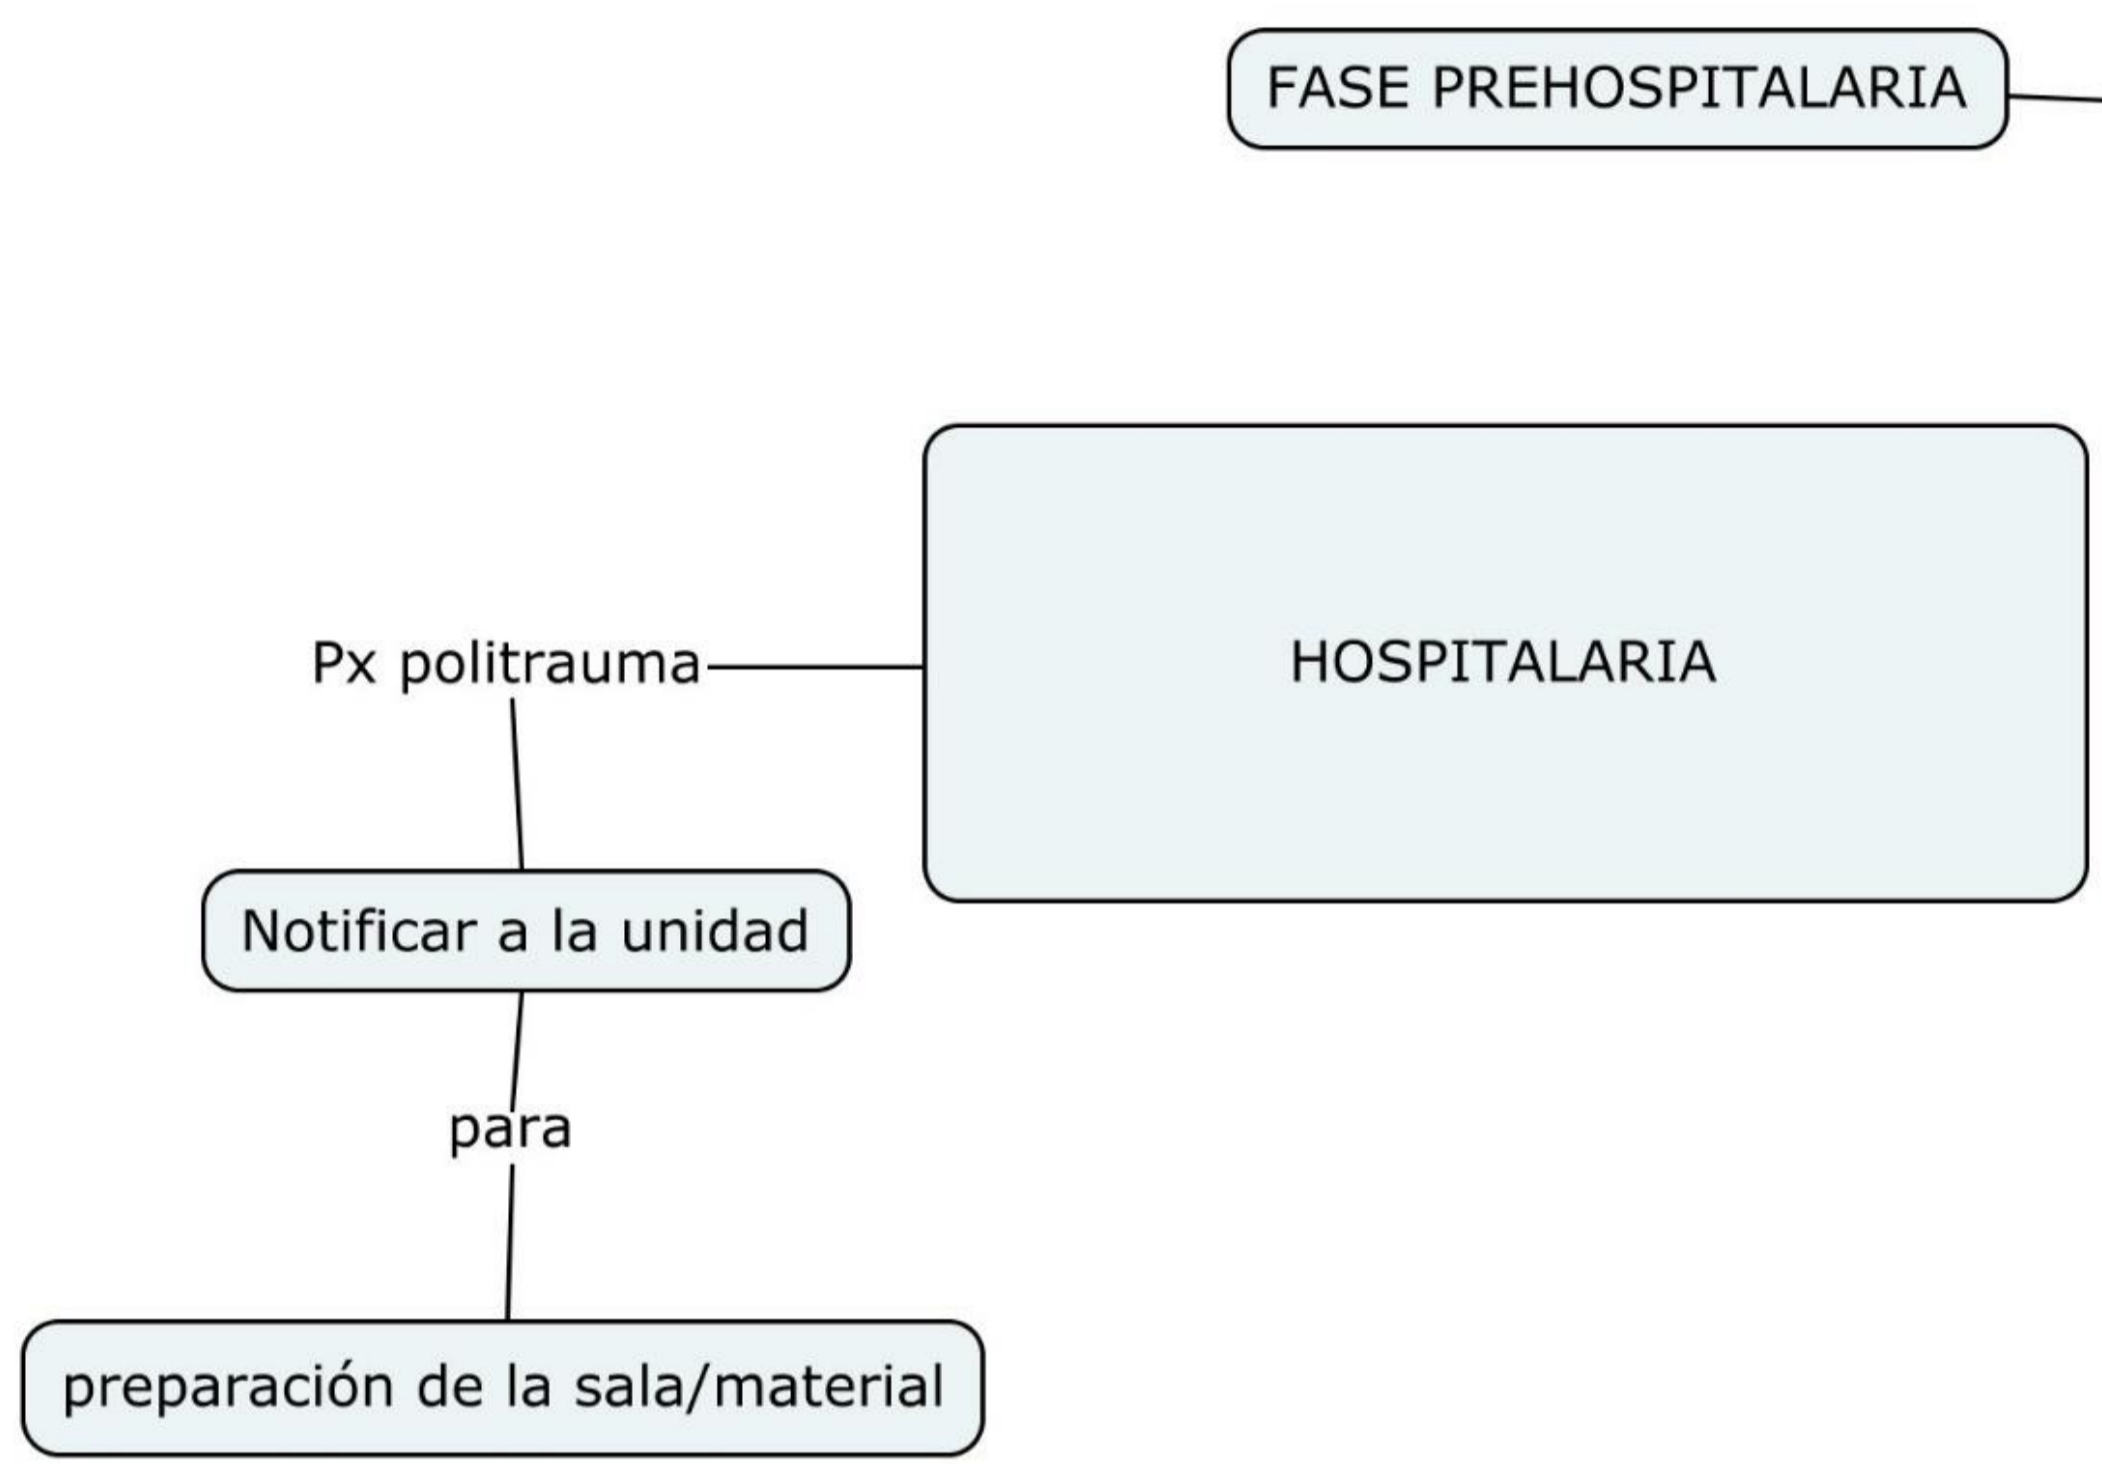 FASE PREHOSPITALARIA
HOSPITALARIA
Px politrauma
Notificar a la unidad
para
preparación de la sala/material